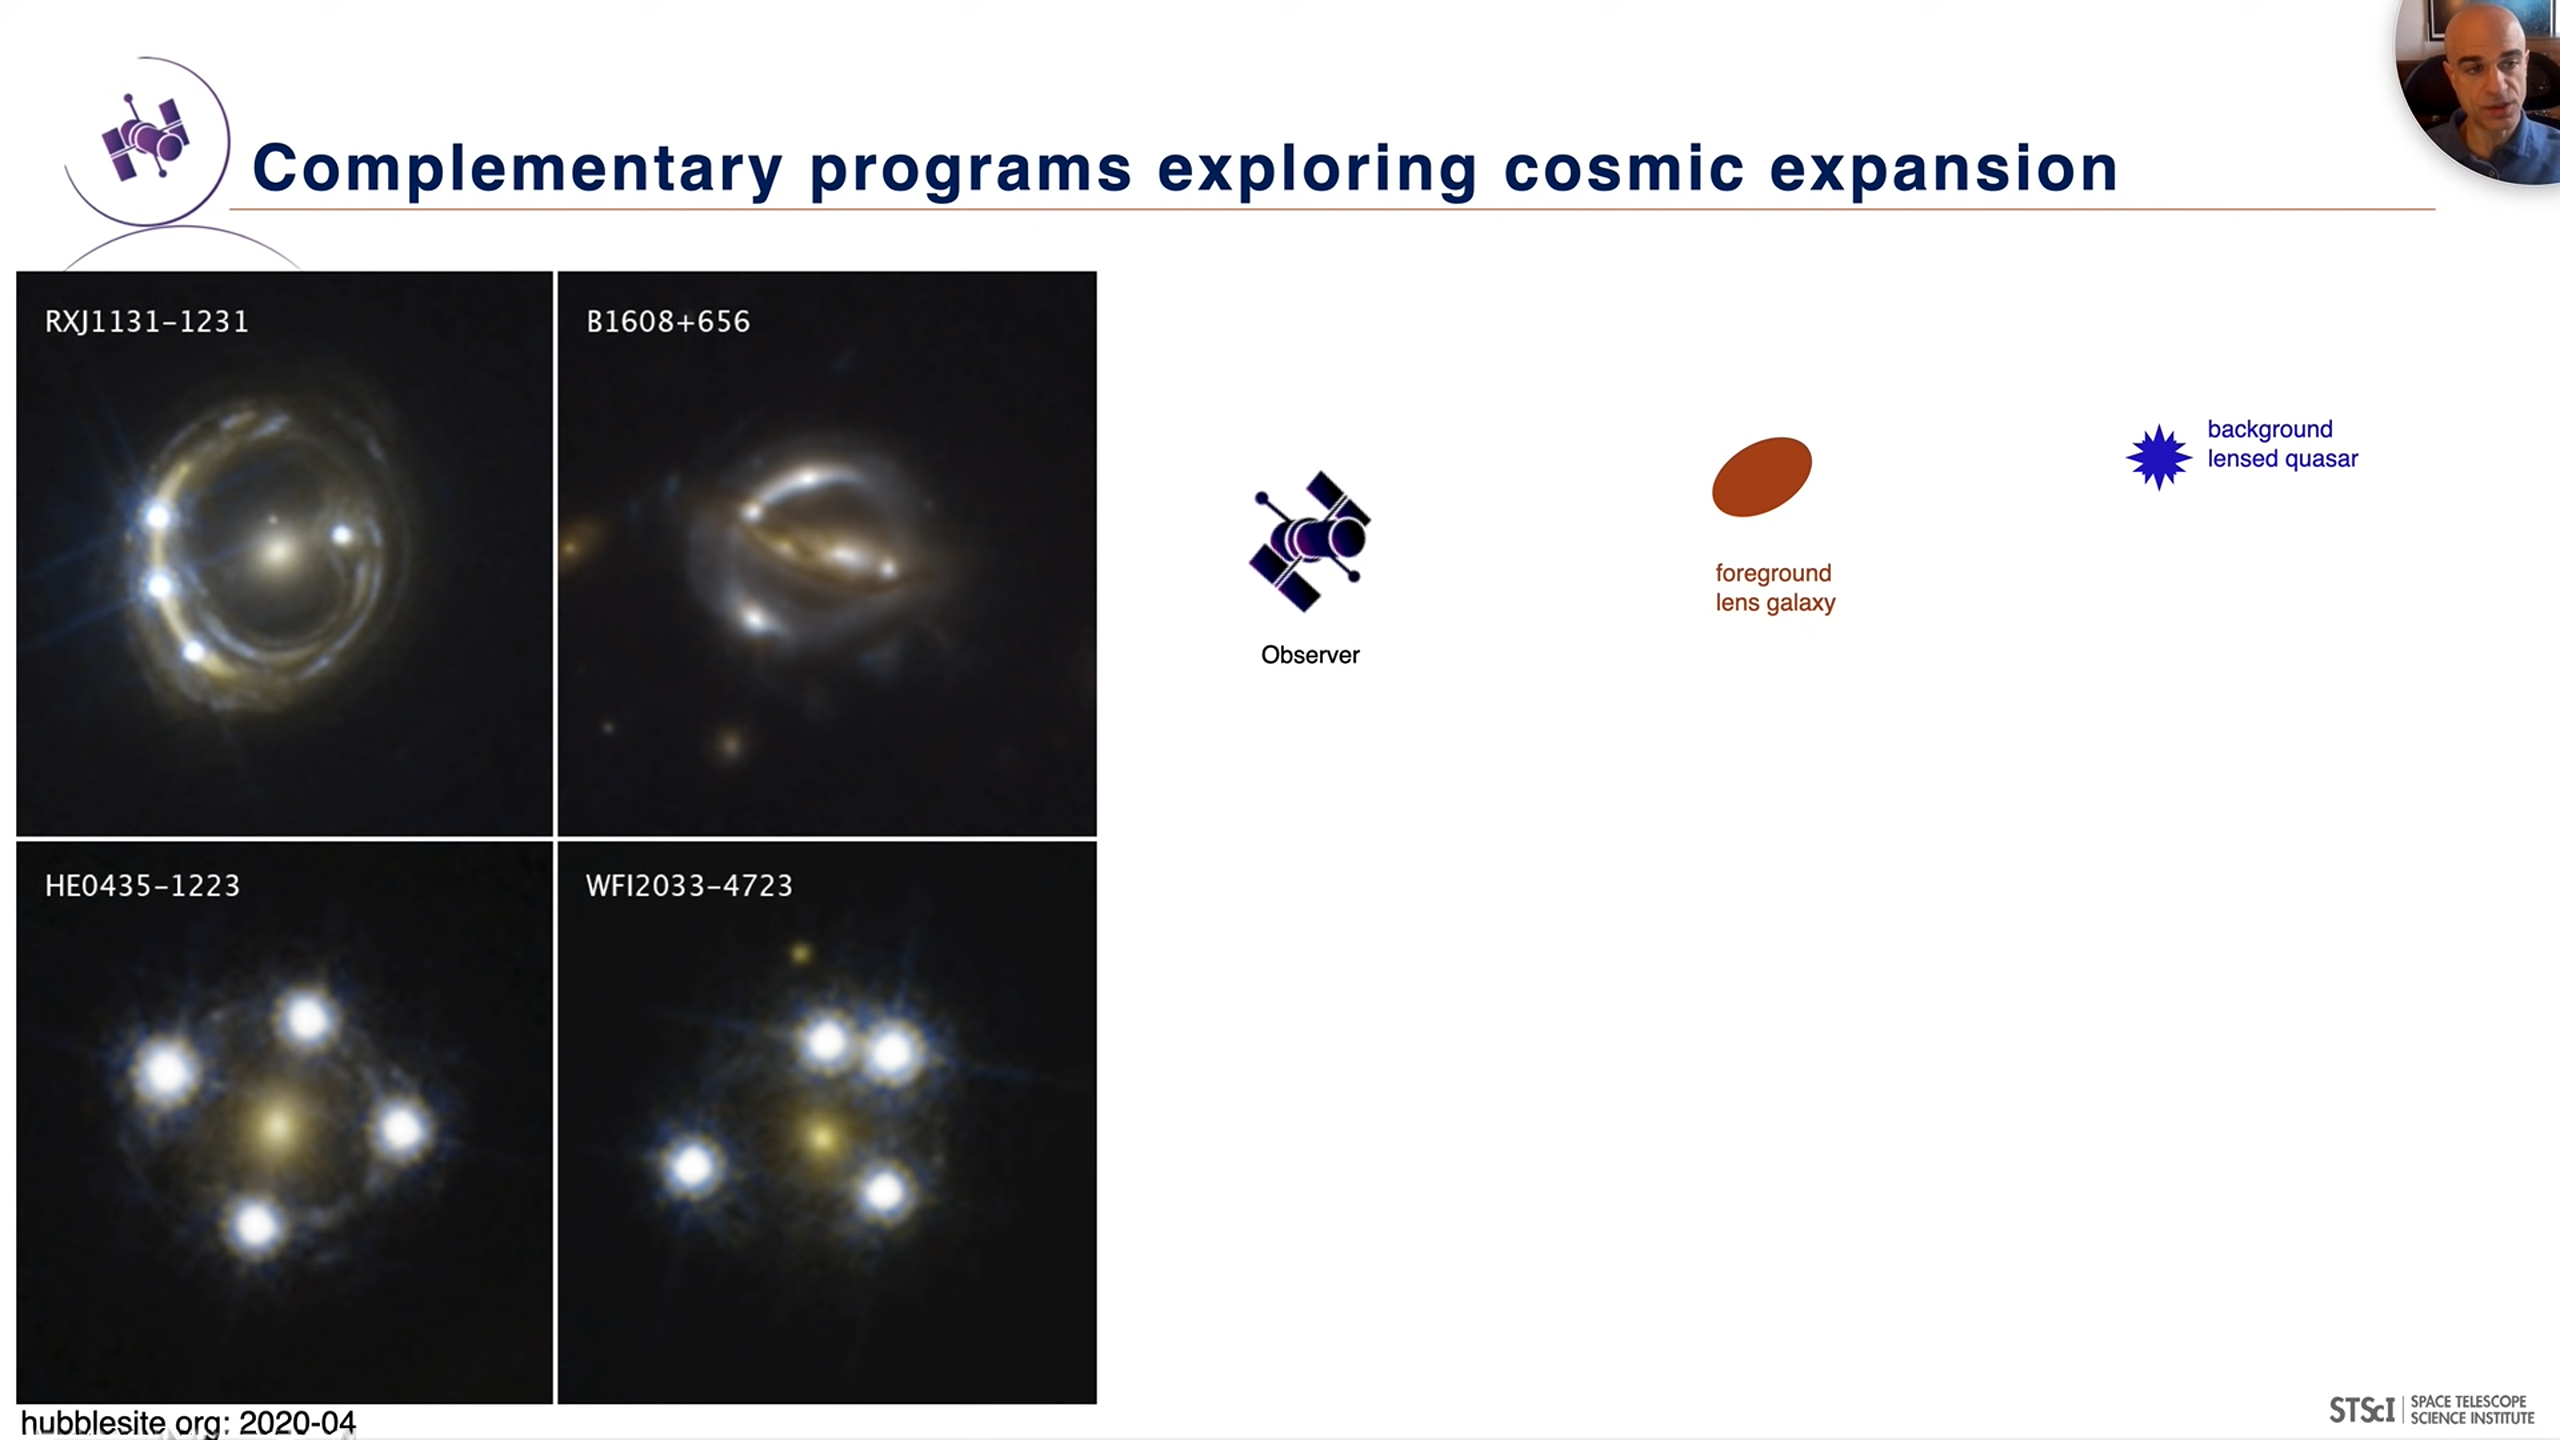 Complementary programs exploring cosmic expansion
RXJ1131-1231
B1608+656
HE0435-1223
WFI2033-4723
Observer
foreground
lens galaxy
background
lensed quasar
hubblesite.org: 2020-04
STScI
SPACE TELESCOPE
SCIENCE INSTITUTE